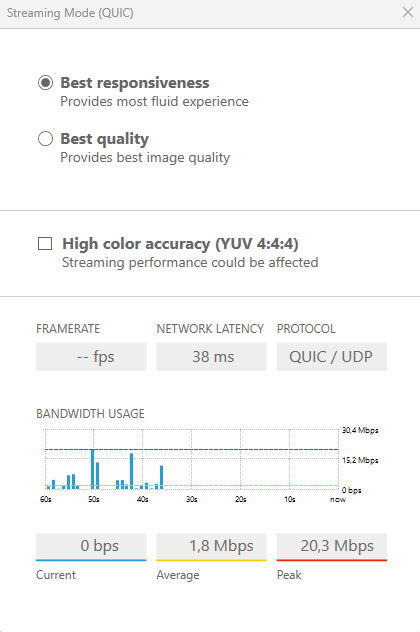 Streaming Mode (QUIC)
Best responsiveness
Provides most fluid experience
Best quality
Provides best image quality
High color accuracy (YUV 4:4:4)
Streaming performance could be affected
FRAMERATE NETWORK LATENCY PROTOCOL
-- fps 38 ms QUIC / UDP
BANDWIDTH USAGE
30,4 Mbps
15,2 Mbps
0 bps
60s 50s 40s 30s 20s 10s now
0 bps 1,8 Mbps 20,3 Mbps
Current Average Peak